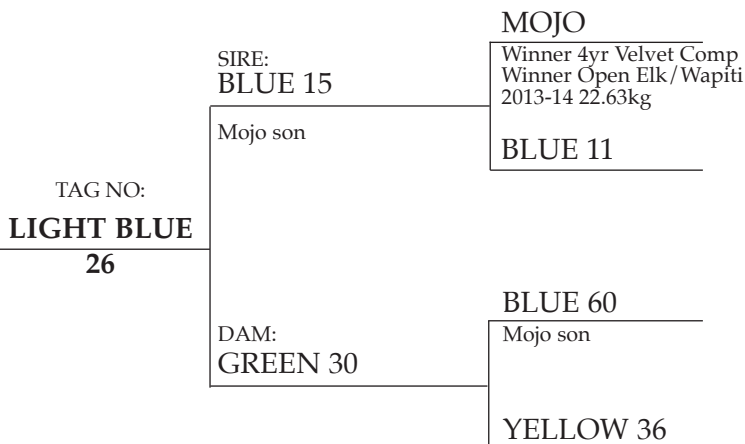 MOJO
Winner 4yr Velvet Comp
Winner Open Elk/Wapiti
2013-14 22.63kg
SIRE:
BLUE 15
Mojo son
BLUE 11
TAG NO:
LIGHT BLUE
26
BLUE 60
Mojo son
DAM:
GREEN 30
YELLOW 36